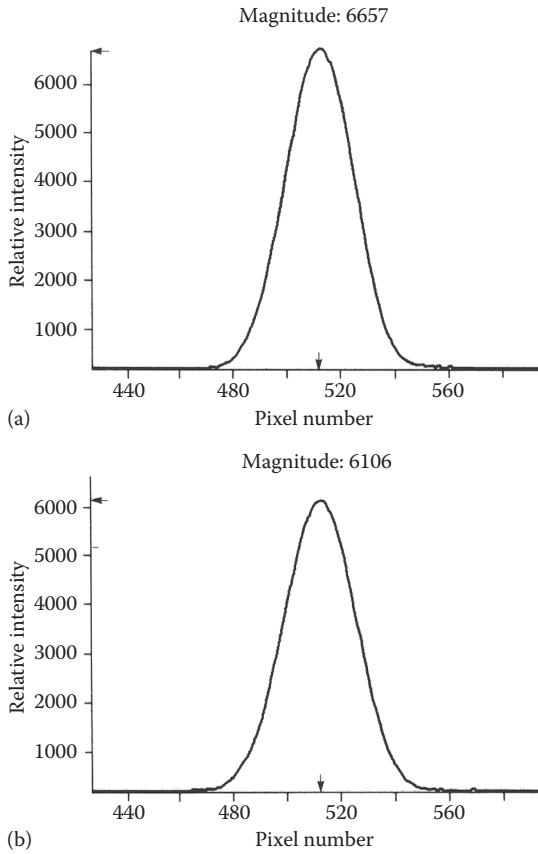 Magnitude: 6657
6000
5000
4000
3000
2000
1000
Relative intensity
440 480 520 560
Pixel number
(a)
Magnitude: 6106
6000
5000
4000
3000
2000
1000
Relative intensity
440 480 520 560
Pixel number
(b)